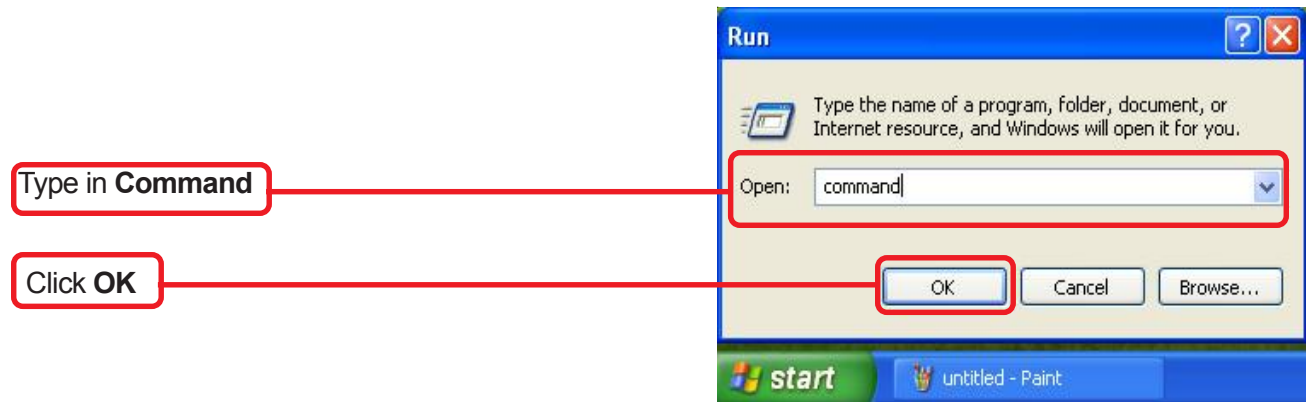 Run
Type the name of a program, folder, document, or
Internet resource, and Windows will open it for you.
Type in Command
Open: command
Click OK
OK Cancel Browse...
start untitled - Paint